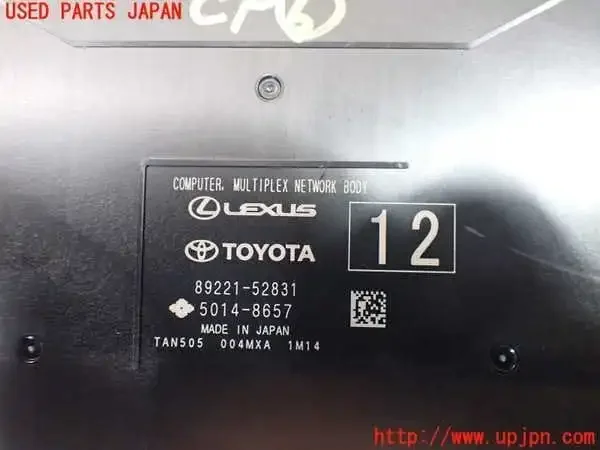 USED PARTS JAPAN
COMPUTER, MULTIPLEX NETWORK BODY
LEXUS
TOYOTA
12
89221-52831
5014-8657
MADE IN JAPAN
TAN505 004MXA 1M14
http://www.upjpn.com/